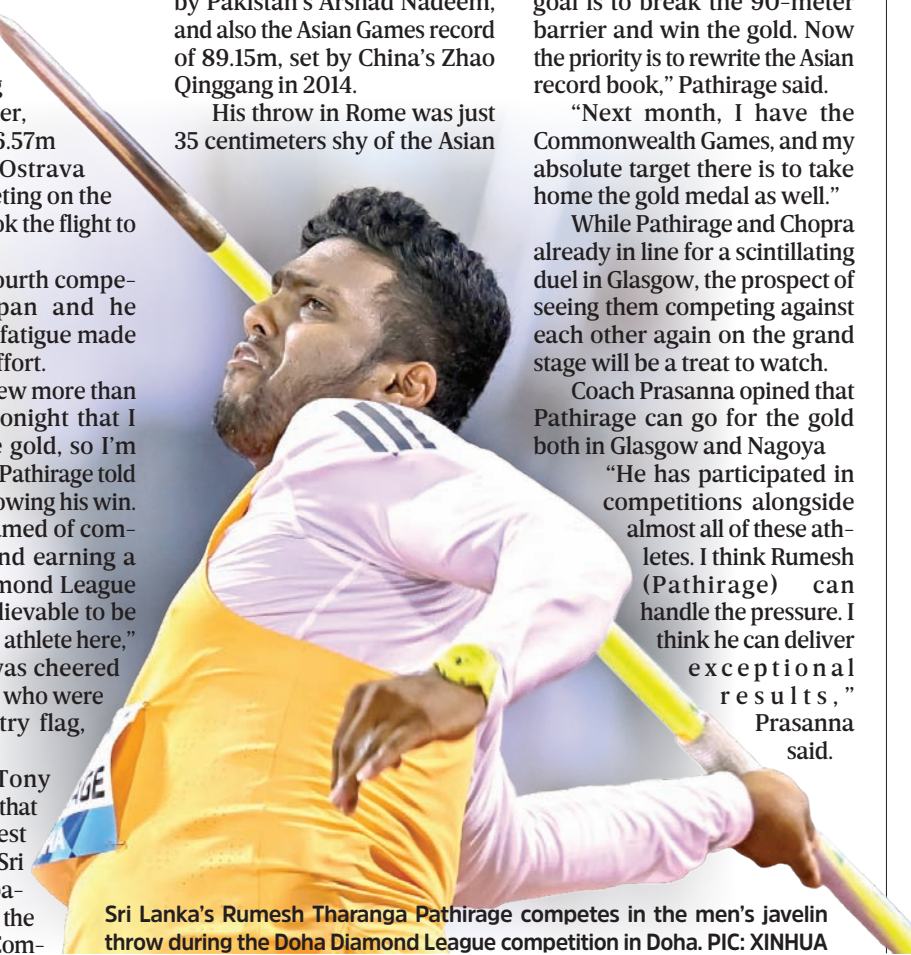 g
er,
6.57m
Ostrava
eting on the
ok the flight to
ourth compe-
pan and he
fatigue made
ffort.
ew more than
onight that I
e gold, so I'm
Pathirage told
owing his win.
amed of com-
nd earning a
mond League
lievable to be
athlete here,”
was cheered
who were
try flag,
Tony
that
est
Sri
pa-
the
Com-
by Pakistan's Arshad Nadeem,
and also the Asian Games record
of 89.15m, set by China's Zhao
Qinggang in 2014.
His throw in Rome was just
35 centimeters shy of the Asian
goal is to break the 90-meter
barrier and win the gold. Now
the priority is to rewrite the Asian
record book,” Pathirage said.
“Next month, I have the
Commonwealth Games, and my
absolute target there is to take
home the gold medal as well.”
While Pathirage and Chopra
already in line for a scintillating
duel in Glasgow, the prospect of
seeing them competing against
each other again on the grand
stage will be a treat to watch.
Coach Prasanna opined that
Pathirage can go for the gold
both in Glasgow and Nagoya
“He has participated in
competitions alongside
almost all of these ath-
letes. I think Rumesh
(Pathirage) can
handle the pressure. I
think he can deliver
exceptional
results,”
Prasanna
said.
AGE
HA
Sri Lanka's Rumesh Tharanga Pathirage competes in the men's javelin
throw during the Doha Diamond League competition in Doha. PIC: XINHUA